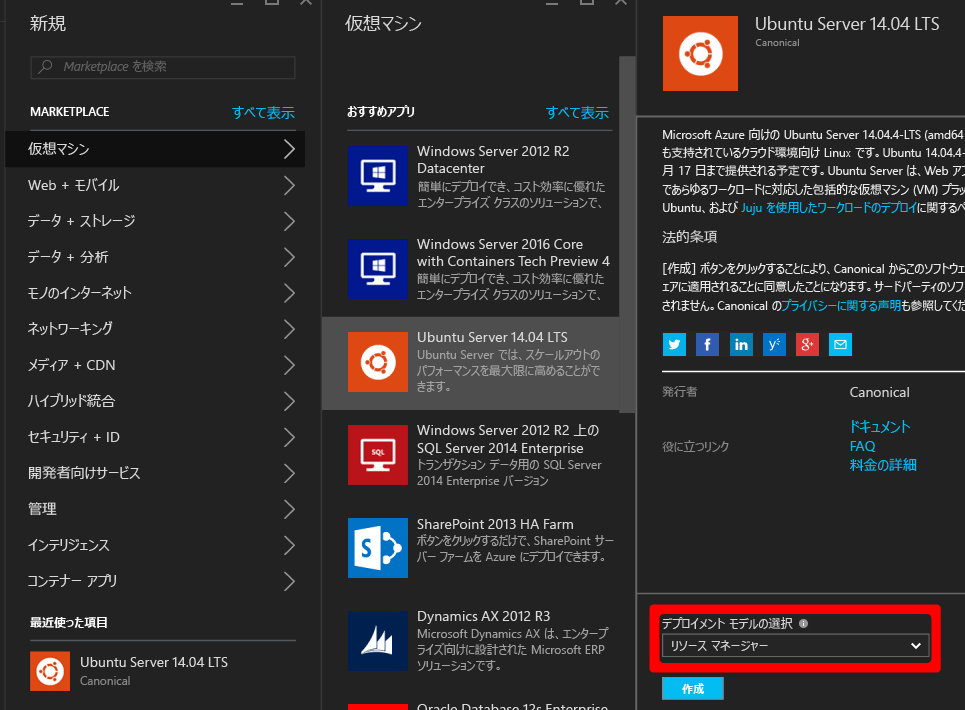 新規
Marketplace を検索
MARKETPLACE
すべて表示
仮想マシン
Web + モバイル
データ + ストレージ
データ + 分析
モノのインターネット
ネットワーキング
メディア + CDN
ハイブリッド統合
セキュリティ + ID
開発者向けサービス
管理
インテリジェンス
コンテナー アプリ
最近使った項目
Ubuntu Server 14.04 LTS
Canonical
仮想マシン
おすすめアプリ
すべて表示
Windows Server 2012 R2
Datacenter
簡単にデプロイでき、コスト効率に優れた
エンタープライズ クラスのソリューションで、
Windows Server 2016 Core
with Containers Tech Preview 4
簡単にデプロイでき、コスト効率に優れた
エンタープライズ クラスのソリューションで、
Ubuntu Server 14.04 LTS
Ubuntu Server では、スケールアウトの
パフォーマンスを最大限に高めることがで
きます。
SQL
Windows Server 2012 R2 上の
SQL Server 2014 Enterprise
トランザクション データ用の SQL Server
2014 Enterprise バージョン
S
SharePoint 2013 HA Farm
ボタンをクリックするだけで、SharePoint サー
バー ファームを Azure にデプロイできます。
Dynamics AX 2012 R3
Microsoft Dynamics AX は、エンタープ
ライズ向けに設計された Microsoft ERP
ソリューションです。
Oracle Database 12c Enterprise
Ubuntu Server 14.04 LTS
Canonical
Microsoft Azure 向けの Ubuntu Server 14.04.4-LTS (amd64
も支持されているクラウド環境向け Linux です。Ubuntu 14.04.4-
月 17 日まで提供される予定です。Ubuntu Server は、Web ア
であらゆるワークロードに対応した包括的な仮想マシン (VM) プラッ
Ubuntu、および Juju を使用したワークロードのデプロイに関するペ
法的条項
[作成] ボタンをクリックすることにより、Canonical からこのソフトウェ
ェアに適用されることに同意したことになります。サードパーティのソフ
されません。Canonical のプライバシーに関する声明も参照してくだ
f
in
y
g+
発行者
Canonical
役に立つリンク
ドキュメント
FAQ
料金の詳細
デプロイメント モデルの選択
リソース マネージャー
作成